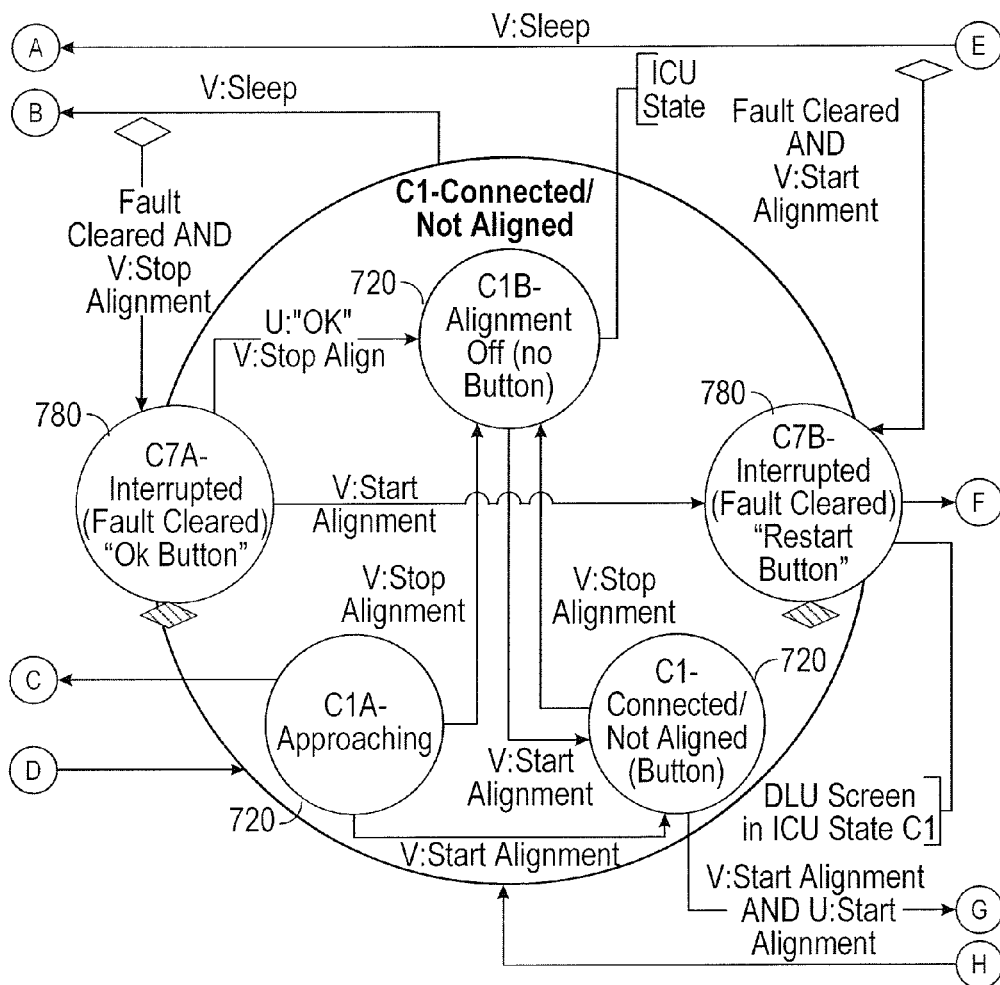 V:Sleep
A
E
V:Sleep
B
ICU
State
Fault Cleared
AND
V:Start
Alignment
Fault
Cleared AND
V:Stop
Alignment
C1-Connected/
Not Aligned
720
C1B-
Alignment
Off (no
Button)
U:"OK"
V:Stop Align
780
C7A-
Interrupted
(Fault Cleared)
“Ok Button”
780
C7B-
Interrupted
(Fault Cleared)
“Restart
Button”
V:Start
Alignment
F
V:Stop
Alignment
V:Stop
Alignment
C
C1A-
Approaching
720
C1-
Connected/
Not Aligned
(Button)
720
D
V:Start
Alignment
DLU Screen
in ICU State C1
V:Start Alignment
V:Start Alignment
AND U:Start
Alignment
G
H